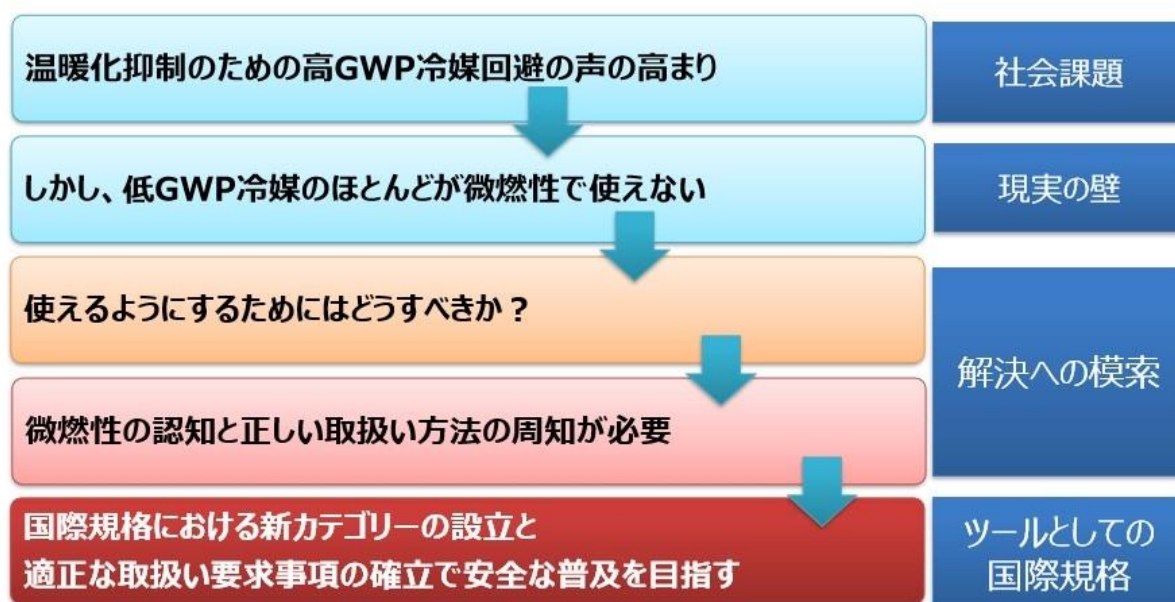 温暖化抑制のための高GWP冷媒回避の声の高まり
社会課題
しかし、低GWP冷媒のほとんどが微燃性で使えない
現実の壁
使えるようにするためにはどうすべきか？
解決への模索
微燃性の認知と正しい取扱い方法の周知が必要
国際規格における新カテゴリーの設立と
適正な取扱い要求事項の確立で安全な普及を目指す
ツールとしての
国際規格